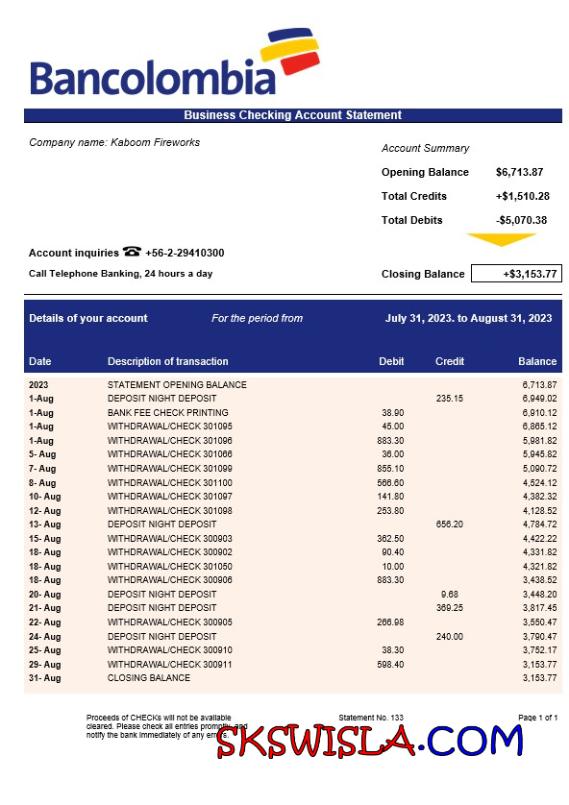 Bancolombia
Business Checking Account Statement
Company name: Kaboom Fireworks
Account Summary
Opening Balance $6,713.87
Total Credits +$1,510.28
Total Debits -$5,070.38
Account inquiries ☎ +56-2-29410300
Call Telephone Banking, 24 hours a day
Closing Balance +$3,153.77
Details of your account For the period from July 31, 2023. to August 31, 2023
Date Description of transaction Debit Credit Balance
2023 STATEMENT OPENING BALANCE 6,713.87
1-Aug DEPOSIT NIGHT DEPOSIT 235.15 6,949.02
1-Aug BANK FEE CHECK PRINTING 38.90 6,910.12
1-Aug WITHDRAWAL/CHECK 301095 45.00 6,865.12
1-Aug WITHDRAWAL/CHECK 301096 883.30 5,981.82
5- Aug WITHDRAWAL/CHECK 301066 36.00 5,945.82
7- Aug WITHDRAWAL/CHECK 301099 855.10 5,090.72
8- Aug WITHDRAWAL/CHECK 301100 566.60 4,524.12
10- Aug WITHDRAWAL/CHECK 301097 141.80 4,382.32
12- Aug WITHDRAWAL/CHECK 301098 253.80 4,128.52
13- Aug DEPOSIT NIGHT DEPOSIT 656.20 4,784.72
15- Aug WITHDRAWAL/CHECK 300903 362.50 4,422.22
18- Aug WITHDRAWAL/CHECK 300902 90.40 4,331.82
18- Aug WITHDRAWAL/CHECK 301050 10.00 4,321.82
18- Aug WITHDRAWAL/CHECK 300906 883.30 3,438.52
20- Aug DEPOSIT NIGHT DEPOSIT 9.68 3,448.20
21- Aug DEPOSIT NIGHT DEPOSIT 369.25 3,817.45
22- Aug WITHDRAWAL/CHECK 300905 266.98 3,550.47
24- Aug DEPOSIT NIGHT DEPOSIT 240.00 3,790.47
25- Aug WITHDRAWAL/CHECK 300910 38.30 3,752.17
29- Aug WITHDRAWAL/CHECK 300911 598.40 3,153.77
31- Aug CLOSING BALANCE 3,153.77
Proceeds of CHECKs will not be available
cleared. Please check all entries promptly, and
notify the bank immediately of any errors.
Statement No. 133
Page 1 of 1
SKSWISLA.COM